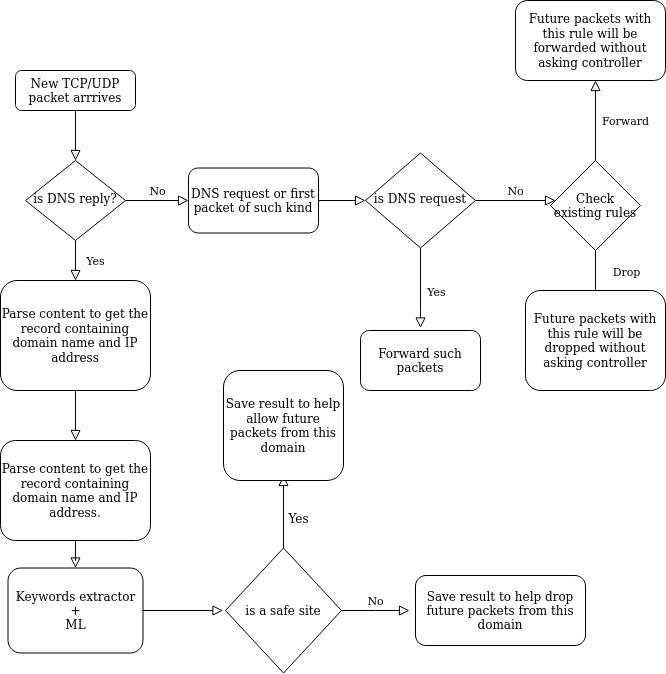 Future packets with
this rule will be
forwarded without
asking controller
New TCP/UDP
packet arrrives
Forward
is DNS reply?
No
DNS request or first
packet of such kind
is DNS request
No
Check
existing rules
Yes
Drop
Yes
Parse content to get the
record containing
domain name and IP
address
Future packets with
this rule will be
dropped without
asking controller
Forward such
packets
Save result to help
allow future
packets from this
domain
Parse content to get the
record containing
domain name and IP
address.
Yes
Keywords extractor
+
ML
is a safe site
No
Save result to help drop
future packets from this
domain